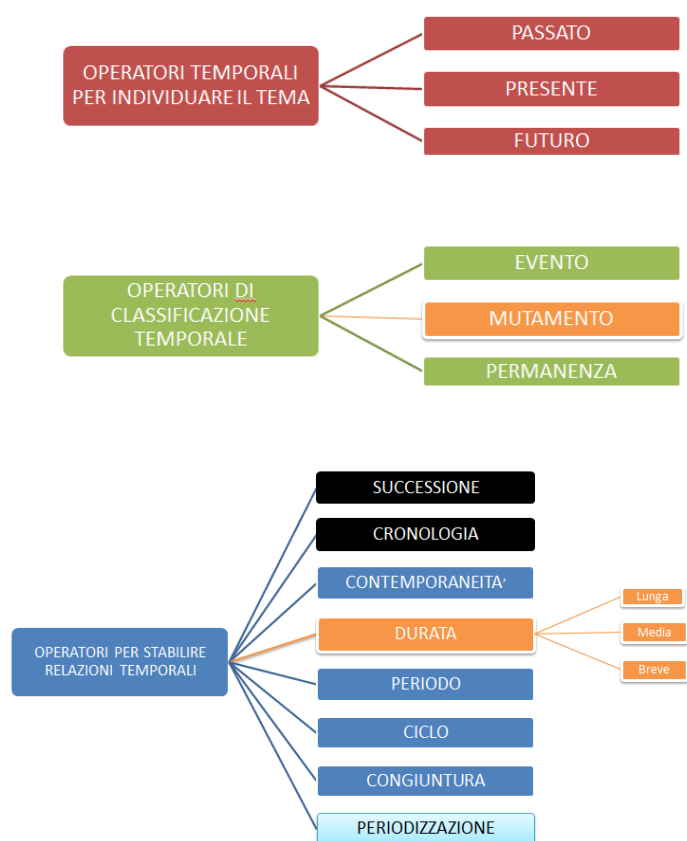 OPERATORI TEMPORALI
PER INDIVIDUARE IL TEMA
PASSATO
PRESENTE
FUTURO
OPERATORI DI
CLASSIFICAZIONE
TEMPORALE
EVENTO
MUTAMENTO
PERMANENZA
OPERATORI PER STABILIRE
RELAZIONI TEMPORALI
SUCCESSIONE
CRONOLOGIA
CONTEMPORANEITA’
DURATA
Lunga
Media
Breve
PERIODO
CICLO
CONGIUNTURA
PERIODIZZAZIONE